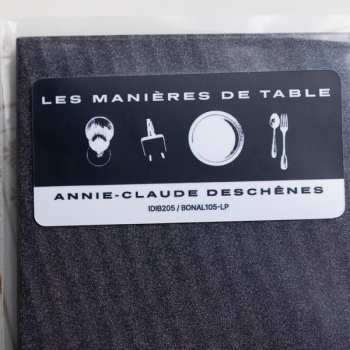 LES MANIÈRES DE TABLE
ANNIE-CLAUDE DESCHÊNES
IDIB205 / BONAL105-LP